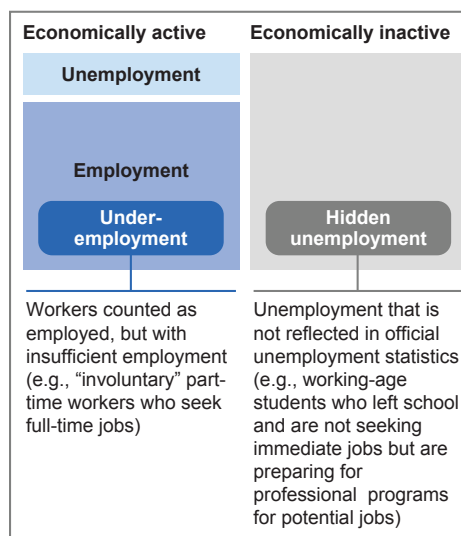 Economically active
Economically inactive
Unemployment
Employment
Under-
employment
Hidden
unemployment
Workers counted as
employed, but with
insufficient employment
(e.g., “involuntary” part-
time workers who seek
full-time jobs)
Unemployment that is
not reflected in official
unemployment statistics
(e.g., working-age
students who left school
and are not seeking
immediate jobs but are
preparing for
professional programs
for potential jobs)